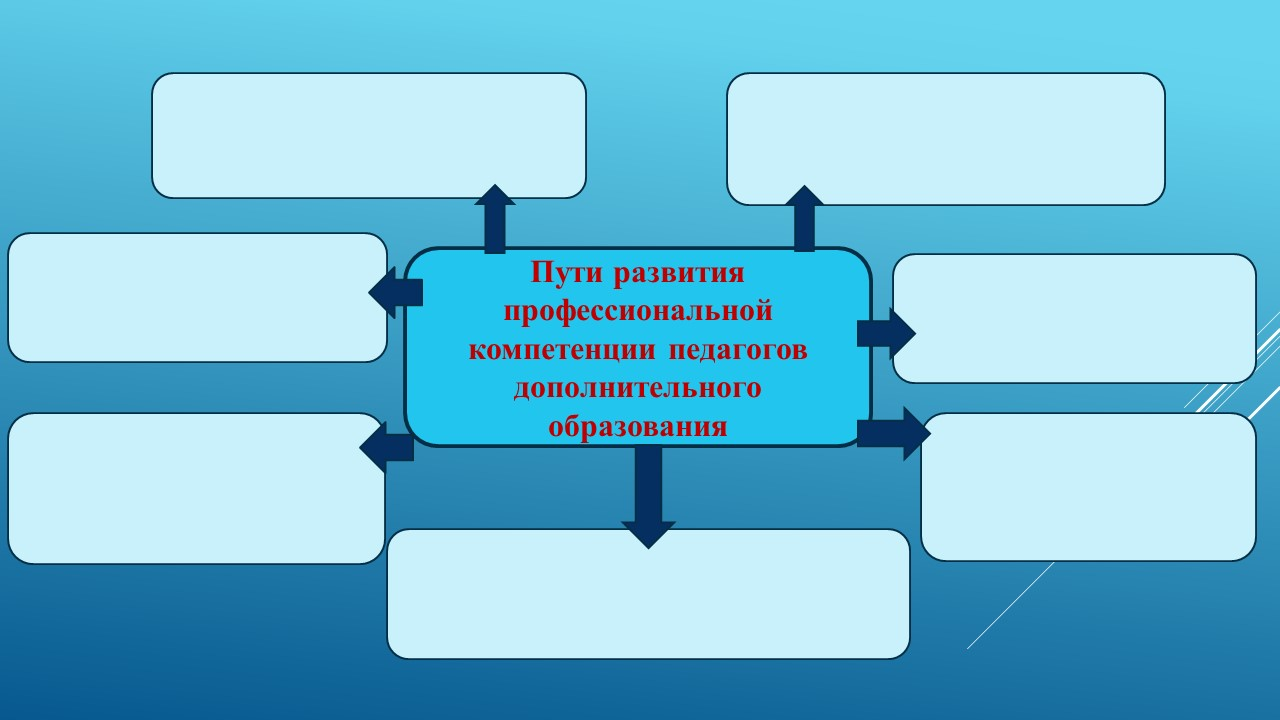 Пути развития
профессиональной
компетенции педагогов
дополнительного
образования